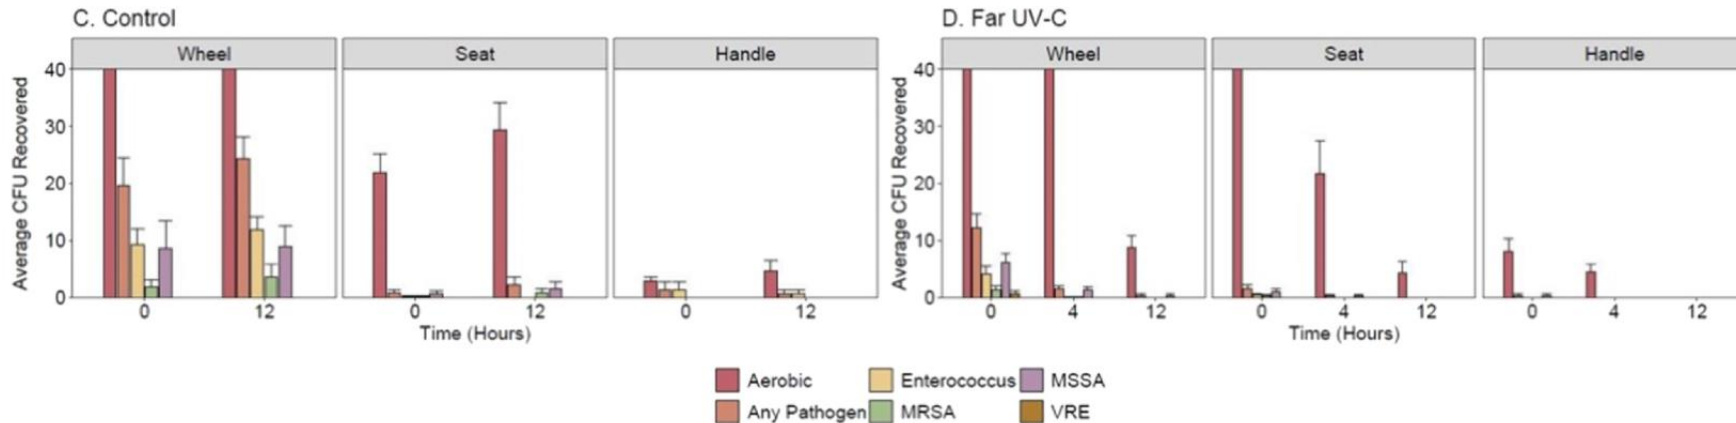 C. Control
Wheel Seat Handle
40
30
20
10
0
Average CFU Recovered
0 12 0 12 0 12
Time (Hours)
D. Far UV-C
Wheel Seat Handle
40
30
20
10
0
Average CFU Recovered
0 4 12 0 4 12 0 4 12
Time (Hours)
Aerobic Enterococcus MSSA
Any Pathogen MRSA VRE